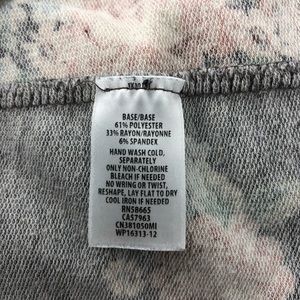 BASE/BASE
61% POLYESTER
33% RAYON/RAYONNE
6% SPANDEX
HAND WASH COLD,
SEPARATELY
ONLY NON-CHLORINE
BLEACH IF NEEDED
NO WRING OR TWIST,
RESHAPE, LAY FLAT TO DRY
COOL IRON IF NEEDED
RN58665
CA57963
CN381050MI
WP16313-12